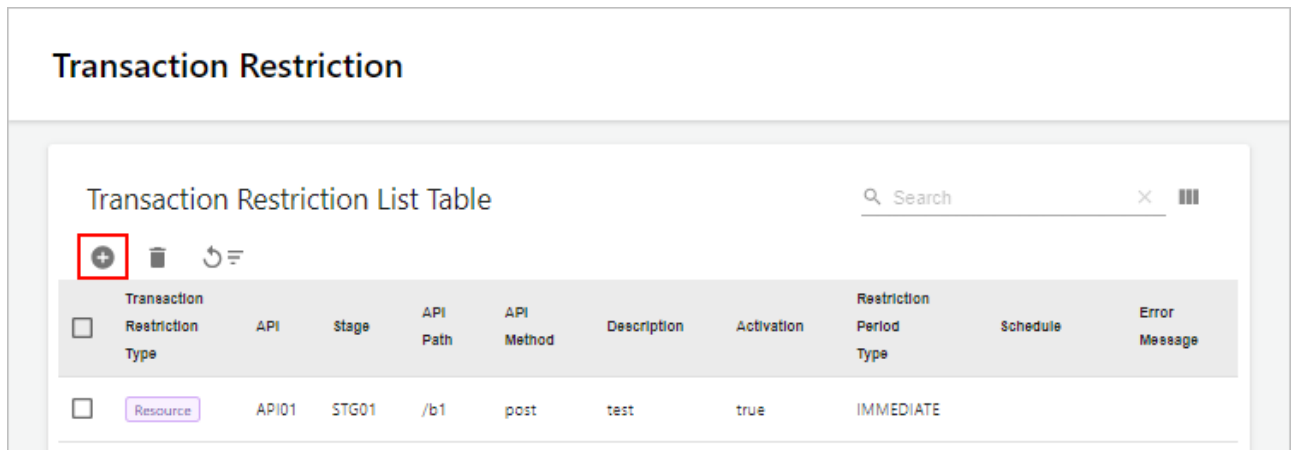 Transaction Restriction
Transaction Restriction List Table
Search
Transaction Restriction Type API Stage API Path API Method Description Activation Restriction Period Type Schedule Error Message
Resource API01 STG01 /b1 post test true IMMEDIATE